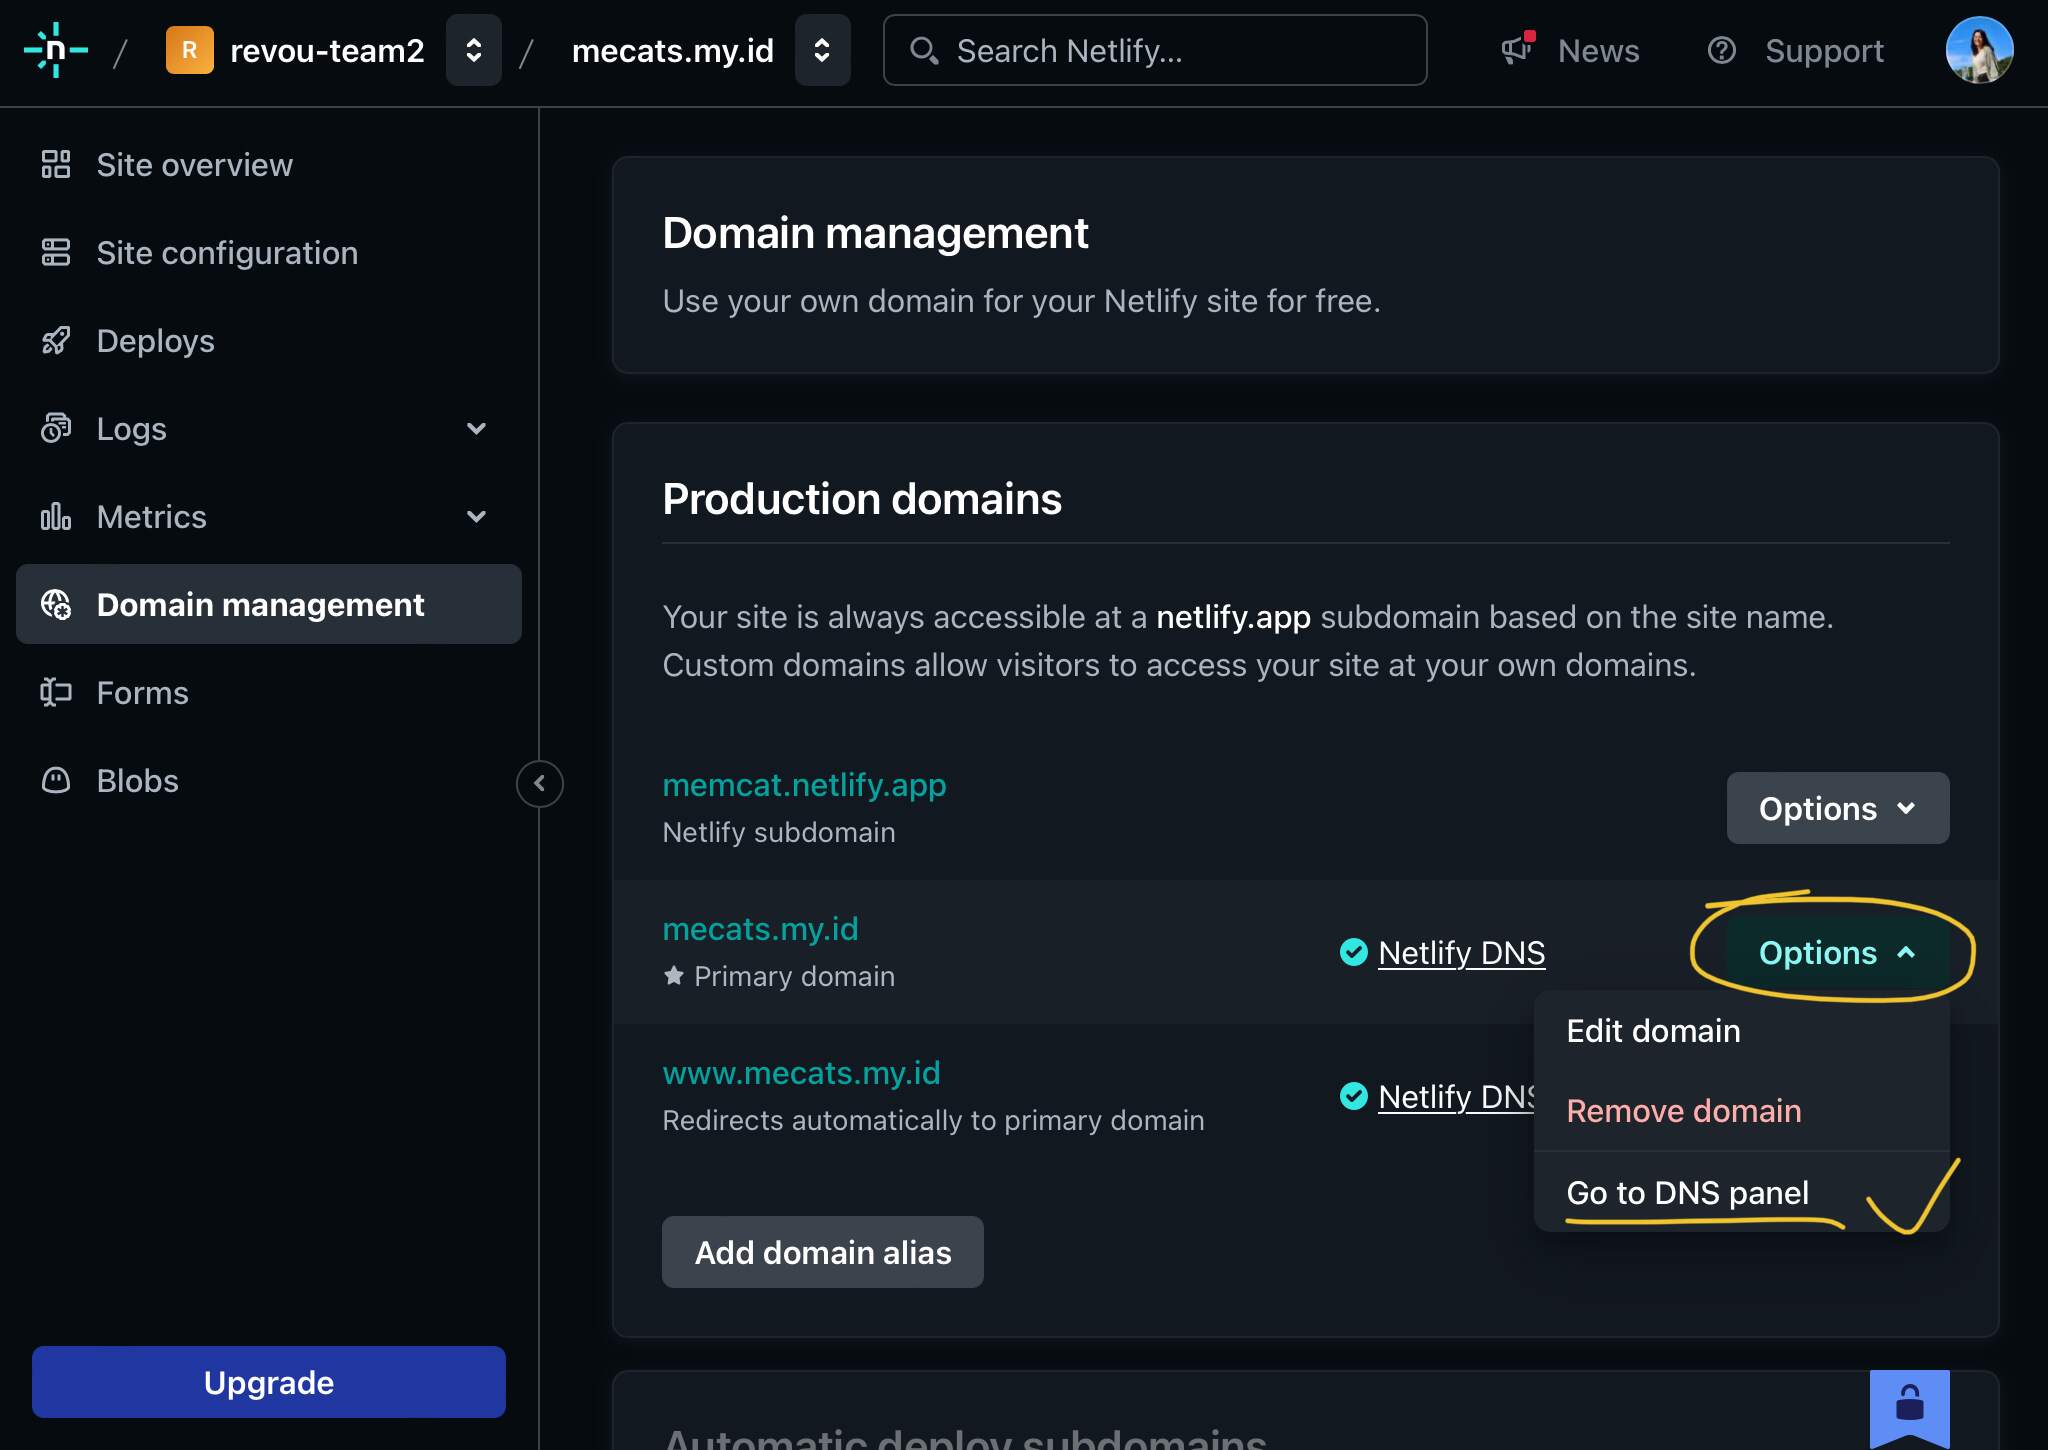 n / R revou-team2 / mecats.my.id Search Netlify... News Support
Site overview
Site configuration
Deploys
Logs
Metrics
Domain management
Forms
Blobs
Upgrade
Domain management
Use your own domain for your Netlify site for free.
Production domains
Your site is always accessible at a netlify.app subdomain based on the site name.
Custom domains allow visitors to access your site at your own domains.
memcat.netlify.app
Netlify subdomain
Options
mecats.my.id
Primary domain
Netlify DNS
Options
Edit domain
Remove domain
Go to DNS panel
www.mecats.my.id
Redirects automatically to primary domain
Netlify DNS
Add domain alias
Automatic deploy subdomains